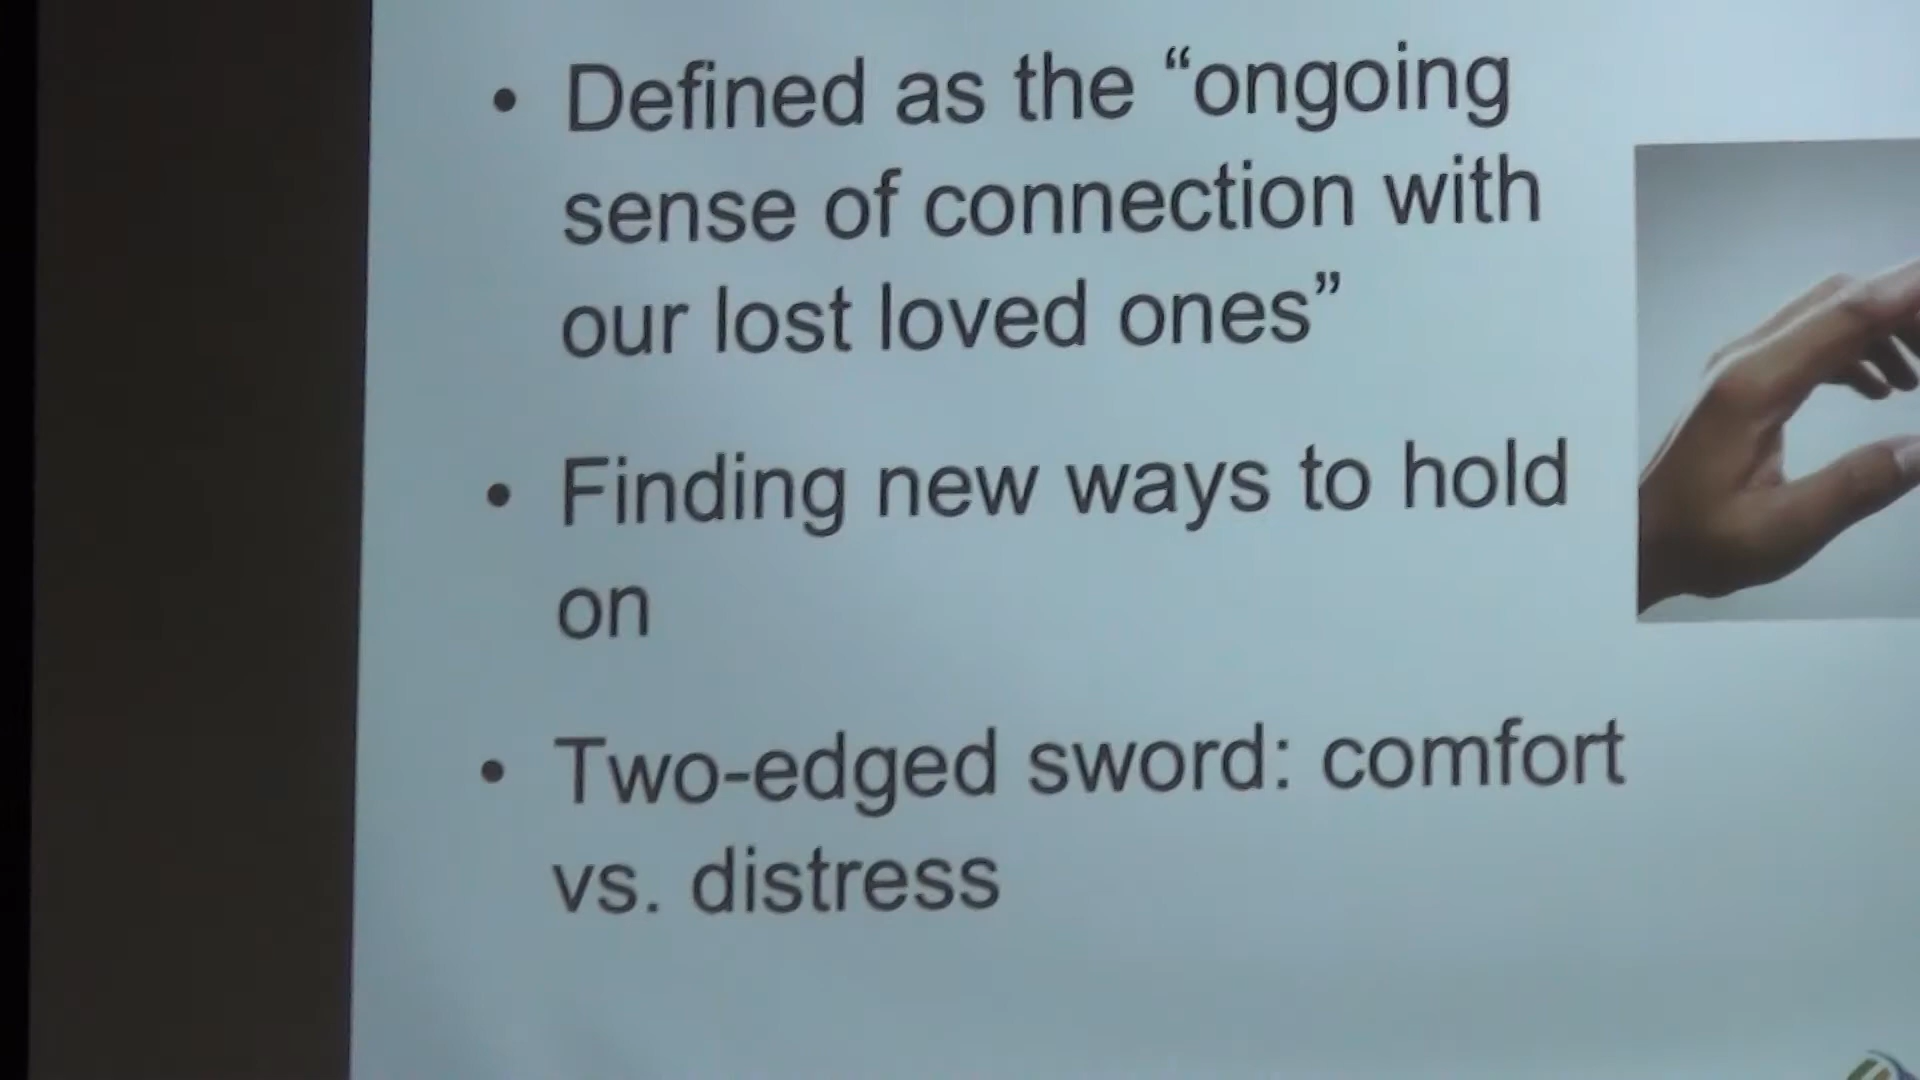 • Defined as the “ongoing
sense of connection with
our lost loved ones”
• Finding new ways to hold
on
• Two-edged sword: comfort
vs. distress